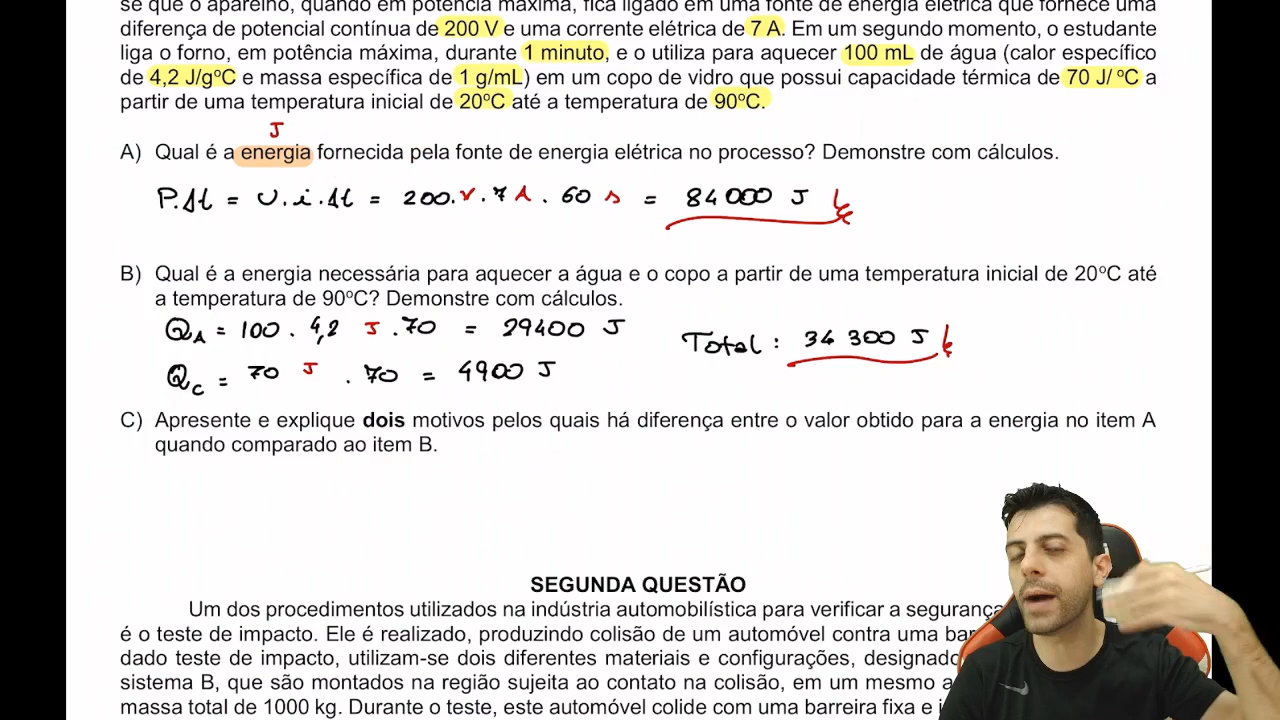 se que o aparelho, quando em potência máxima, fica ligado em uma fonte de energia elétrica que fornece uma
diferença de potencial contínua de 200 V e uma corrente elétrica de 7 A. Em um segundo momento, o estudante
liga o forno, em potência máxima, durante 1 minuto, e o utiliza para aquecer 100 mL de água (calor específico
de 4,2 J/gºC e massa específica de 1 g/mL) em um copo de vidro que possui capacidade térmica de 70 J/ ºC a
partir de uma temperatura inicial de 20ºC até a temperatura de 90ºC.
J
A) Qual é a energia fornecida pela fonte de energia elétrica no processo? Demonstre com cálculos.
P.Δt = U.i.Δt = 200.V.7A.60 s = 84000 J
B) Qual é a energia necessária para aquecer a água e o copo a partir de uma temperatura inicial de 20ºC até
a temperatura de 90ºC? Demonstre com cálculos.
QA = 100 . 4,2 J .70 = 29400 J
Total: 34 300 J
QC = 70 J . 70 = 4900 J
C) Apresente e explique dois motivos pelos quais há diferença entre o valor obtido para a energia no item A
quando comparado ao item B.
SEGUNDA QUESTÃO
Um dos procedimentos utilizados na indústria automobilística para verificar a segurança
é o teste de impacto. Ele é realizado, produzindo colisão de um automóvel contra uma
dado teste de impacto, utilizam-se dois diferentes materiais e configurações,
sistema B, que são montados na região sujeita ao contato na colisão, em um mesmo
massa total de 1000 kg. Durante o teste, este automóvel colide com uma barreira fixa e